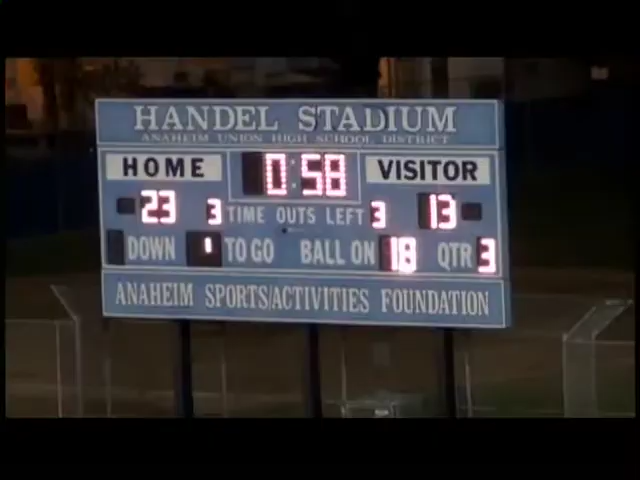 HANDEL STADIUM
ANAHEIM UNION HIGH SCHOOL DISTRICT
HOME 0:58 VISITOR
23 3 TIME OUTS LEFT 3 13
DOWN 1 TO GO BALL ON 18 QTR 3
ANAHEIM SPORTS/ACTIVITIES FOUNDATION